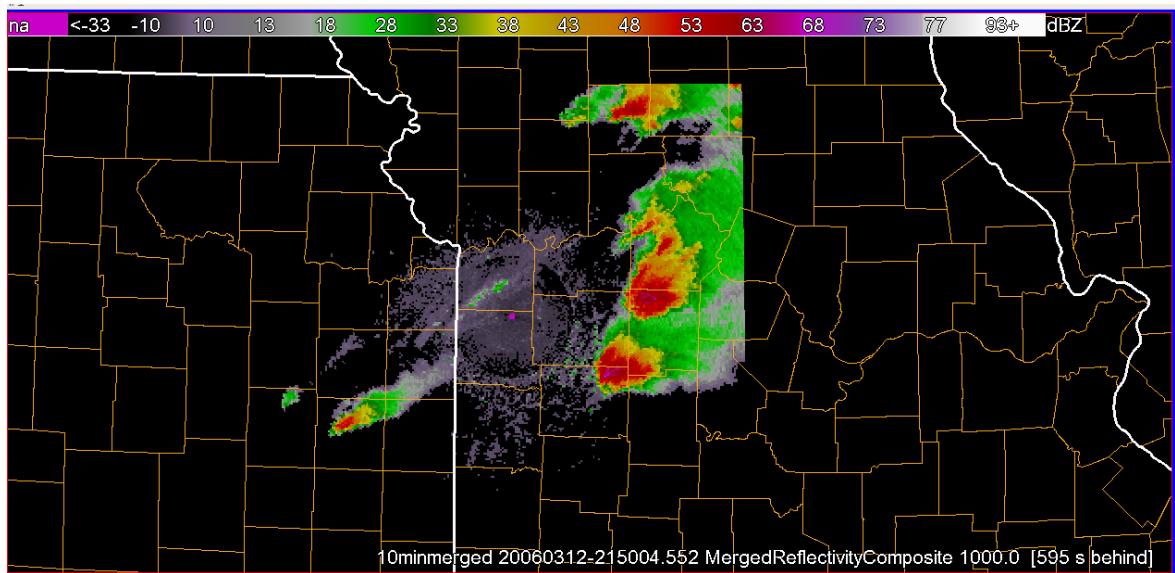 na <-33 -10 10 13 18 28 33 38 43 48 53 63 68 73 77 93+ dBZ
10minmerged 20060312-215004.552 MergedReflectivityComposite 1000.0 [595 s behind]